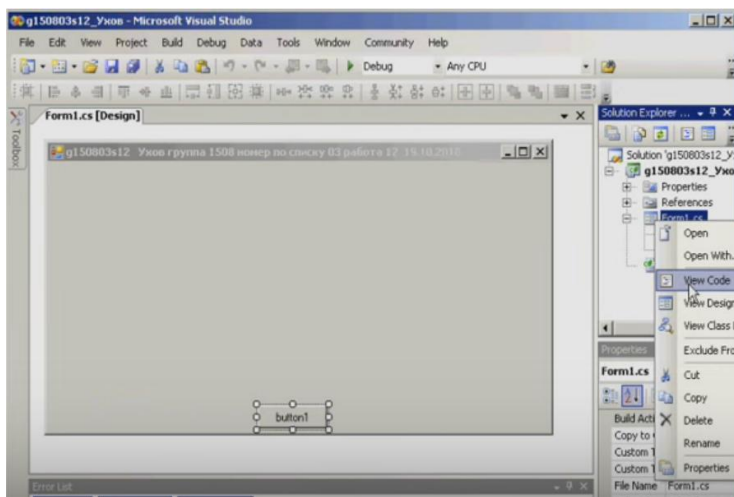 g150803s12_Ухов - Microsoft Visual Studio
File Edit View Project Build Debug Data Tools Window Community Help
Debug Any CPU
Form1.cs [Design]
Solution Explorer ...
Toolbox
g150803s12 Ухов группа 1508 номер по списку 03 работа 12 19.10.2010
Solution 'g150803s12_У
g150803s12_Ухо
Properties
References
Form1.cs
Open
Open With.
View Code
View Design
View Class
Exclude Fro
Cut
Copy
Delete
Rename
Properties
button1
Properties
Form1.cs
Build Acti
Copy to
Custom T
Custom T
File Name Form1.cs
Error List